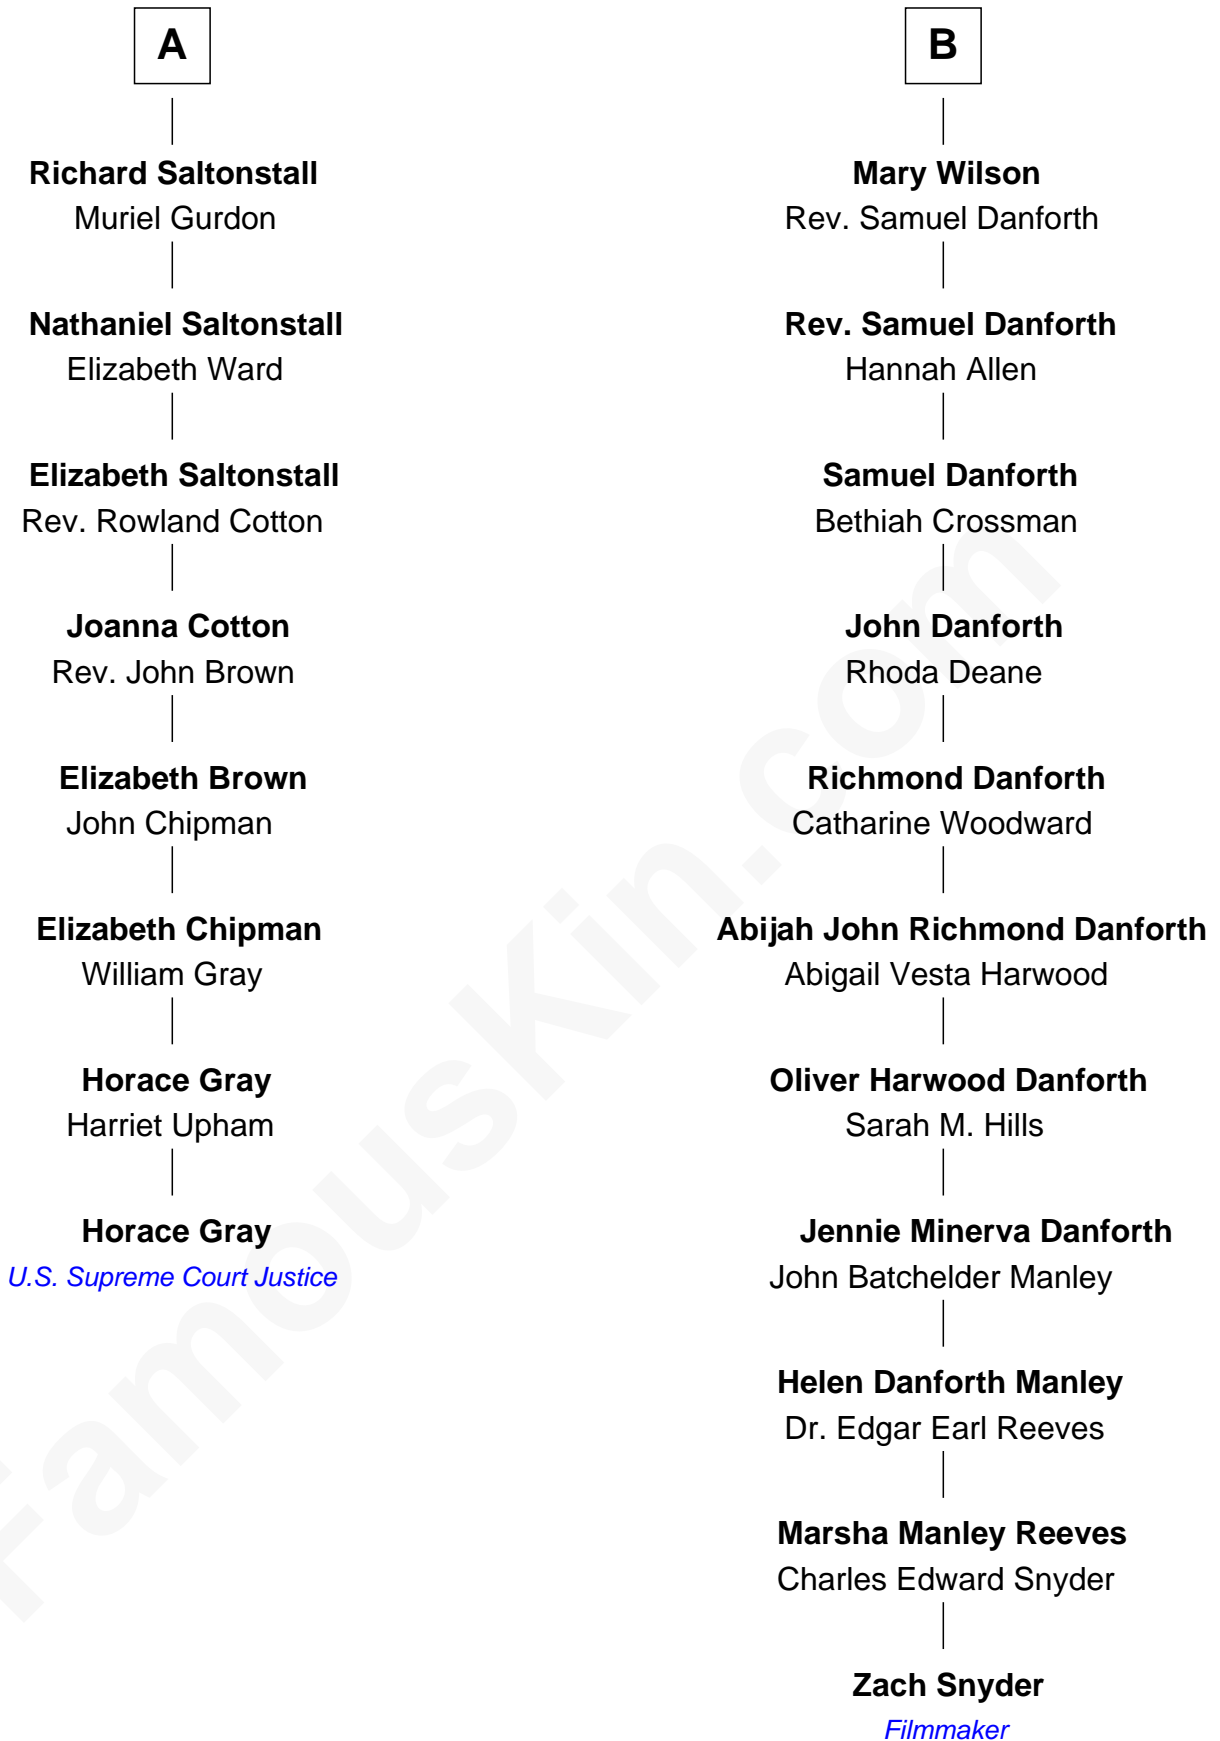 A
Richard Saltonstall
Muriel Gurdon
Nathaniel Saltonstall
Elizabeth Ward
Elizabeth Saltonstall
Rev. Rowland Cotton
Joanna Cotton
Rev. John Brown
Elizabeth Brown
John Chipman
Elizabeth Chipman
William Gray
Horace Gray
Harriet Upham
Horace Gray
U.S. Supreme Court Justice
B
Mary Wilson
Rev. Samuel Danforth
Rev. Samuel Danforth
Hannah Allen
Samuel Danforth
Bethiah Crossman
John Danforth
Rhoda Deane
Richmond Danforth
Catharine Woodward
Abijah John Richmond Danforth
Abigail Vesta Harwood
Oliver Harwood Danforth
Sarah M. Hills
Jennie Minerva Danforth
John Batchelder Manley
Helen Danforth Manley
Dr. Edgar Earl Reeves
Marsha Manley Reeves
Charles Edward Snyder
Zach Snyder
Filmmaker
FamousKin.com